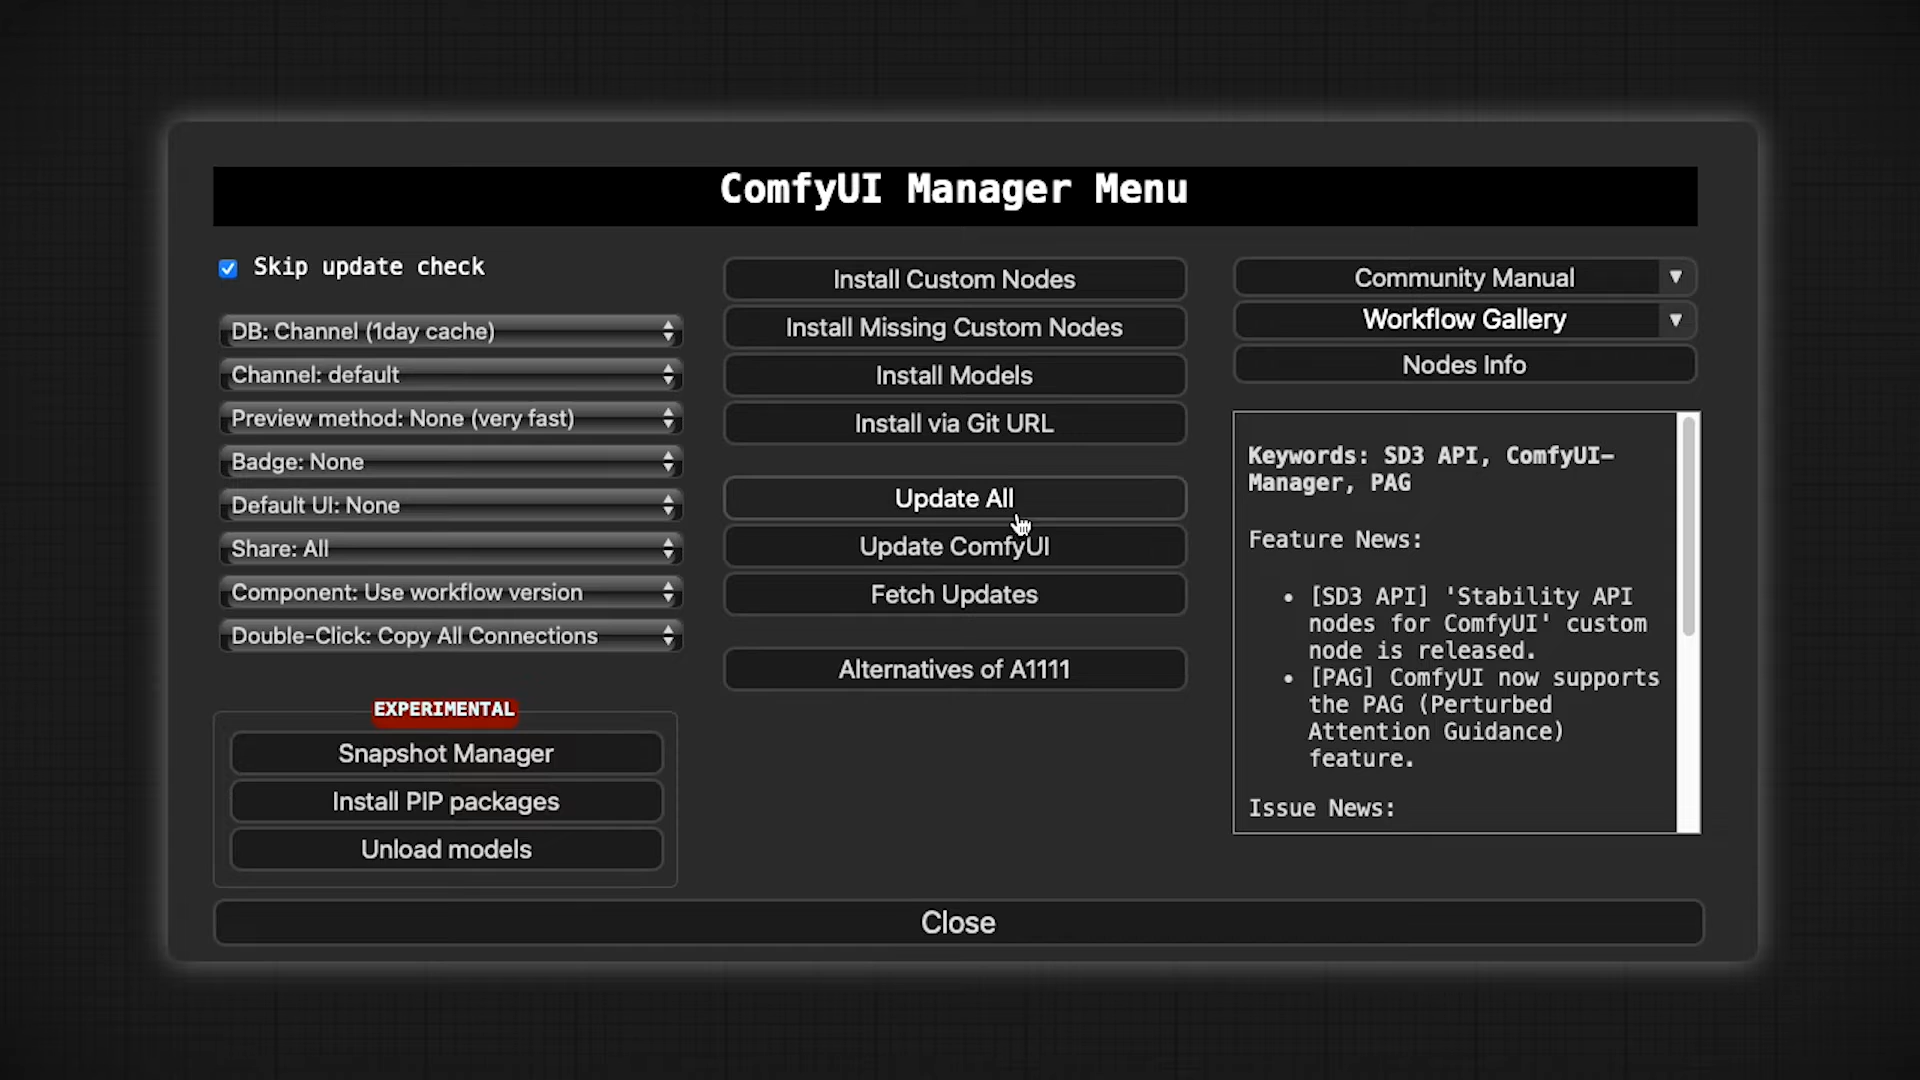 ComfyUI Manager Menu
Skip update check
DB: Channel (1day cache)
Channel: default
Preview method: None (very fast)
Badge: None
Default UI: None
Share: All
Component: Use workflow version
Double-Click: Copy All Connections
EXPERIMENTAL
Snapshot Manager
Install PIP packages
Unload models
Install Custom Nodes
Install Missing Custom Nodes
Install Models
Install via Git URL
Update All
Update ComfyUI
Fetch Updates
Alternatives of A1111
Community Manual
Workflow Gallery
Nodes Info
Keywords: SD3 API, ComfyUI-
Manager, PAG
Feature News:
• [SD3 API] 'Stability API
nodes for ComfyUI' custom
node is released.
• [PAG] ComfyUI now supports
the PAG (Perturbed
Attention Guidance)
feature.
Issue News:
Close